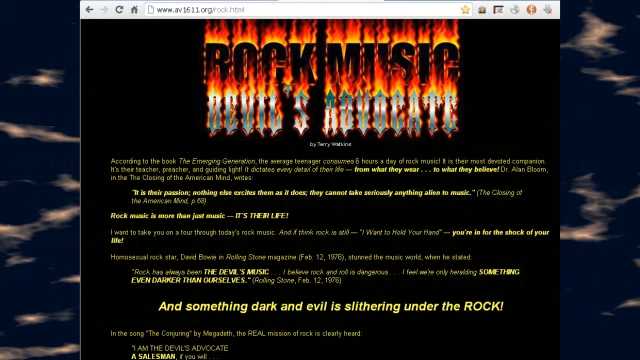 www.av1611.org/rock.html
ROCK MUSIC
DEVIL'S ADVOCATE
by Terry Watkins
According to the book The Emerging Generation, the average teenager consumes 6 hours a day of rock music! It is their most devoted companion.
It's their teacher, preacher, and guiding light! It dictates every detail of their life — from what they wear . . . to what they believe! Dr. Alan Bloom,
in the The Closing of the American Mind, writes:
"It is their passion; nothing else excites them as it does; they cannot take seriously anything alien to music." (The Closing
of the American Mind, p.68)
Rock music is more than just music — IT'S THEIR LIFE!
I want to take you on a tour through today's rock music. And if think rock is still — "I Want to Hold Your Hand" — you're in for the shock of your
life!
Homosexual rock star, David Bowie in Rolling Stone magazine (Feb. 12, 1976), stunned the music world, when he stated:
"Rock has always been THE DEVIL'S MUSIC . . . I believe rock and roll is dangerous . . . I feel we're only heralding SOMETHING
EVEN DARKER THAN OURSELVES." (Rolling Stone, Feb. 12, 1976)
And something dark and evil is slithering under the ROCK!
In the song "The Conjuring" by Megadeth, the REAL mission of rock is clearly heard:
"I AM THE DEVIL'S ADVOCATE
A SALESMAN, if you will . . .